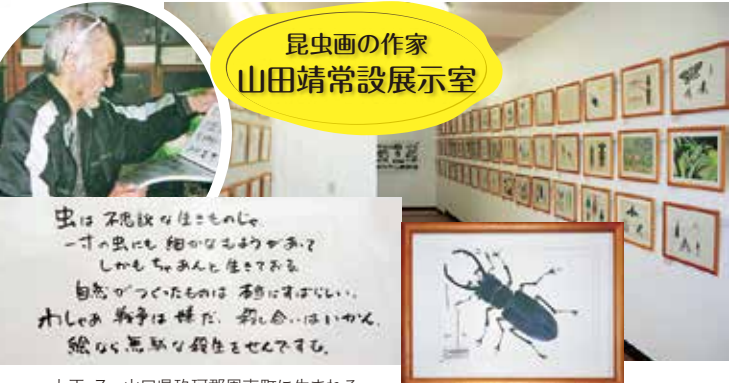 昆虫画の作家
山田靖常設展示室
虫は不思議な生きものじゃ
一寸の虫にも細かなもようがあって
しかもちゃあんと生きておる
自然がつくったものは本当にすばらしい。
わしゃあ戦争は嫌だ、殺し合いはいかん。
絵なら無駄な殺生をせんですむ。